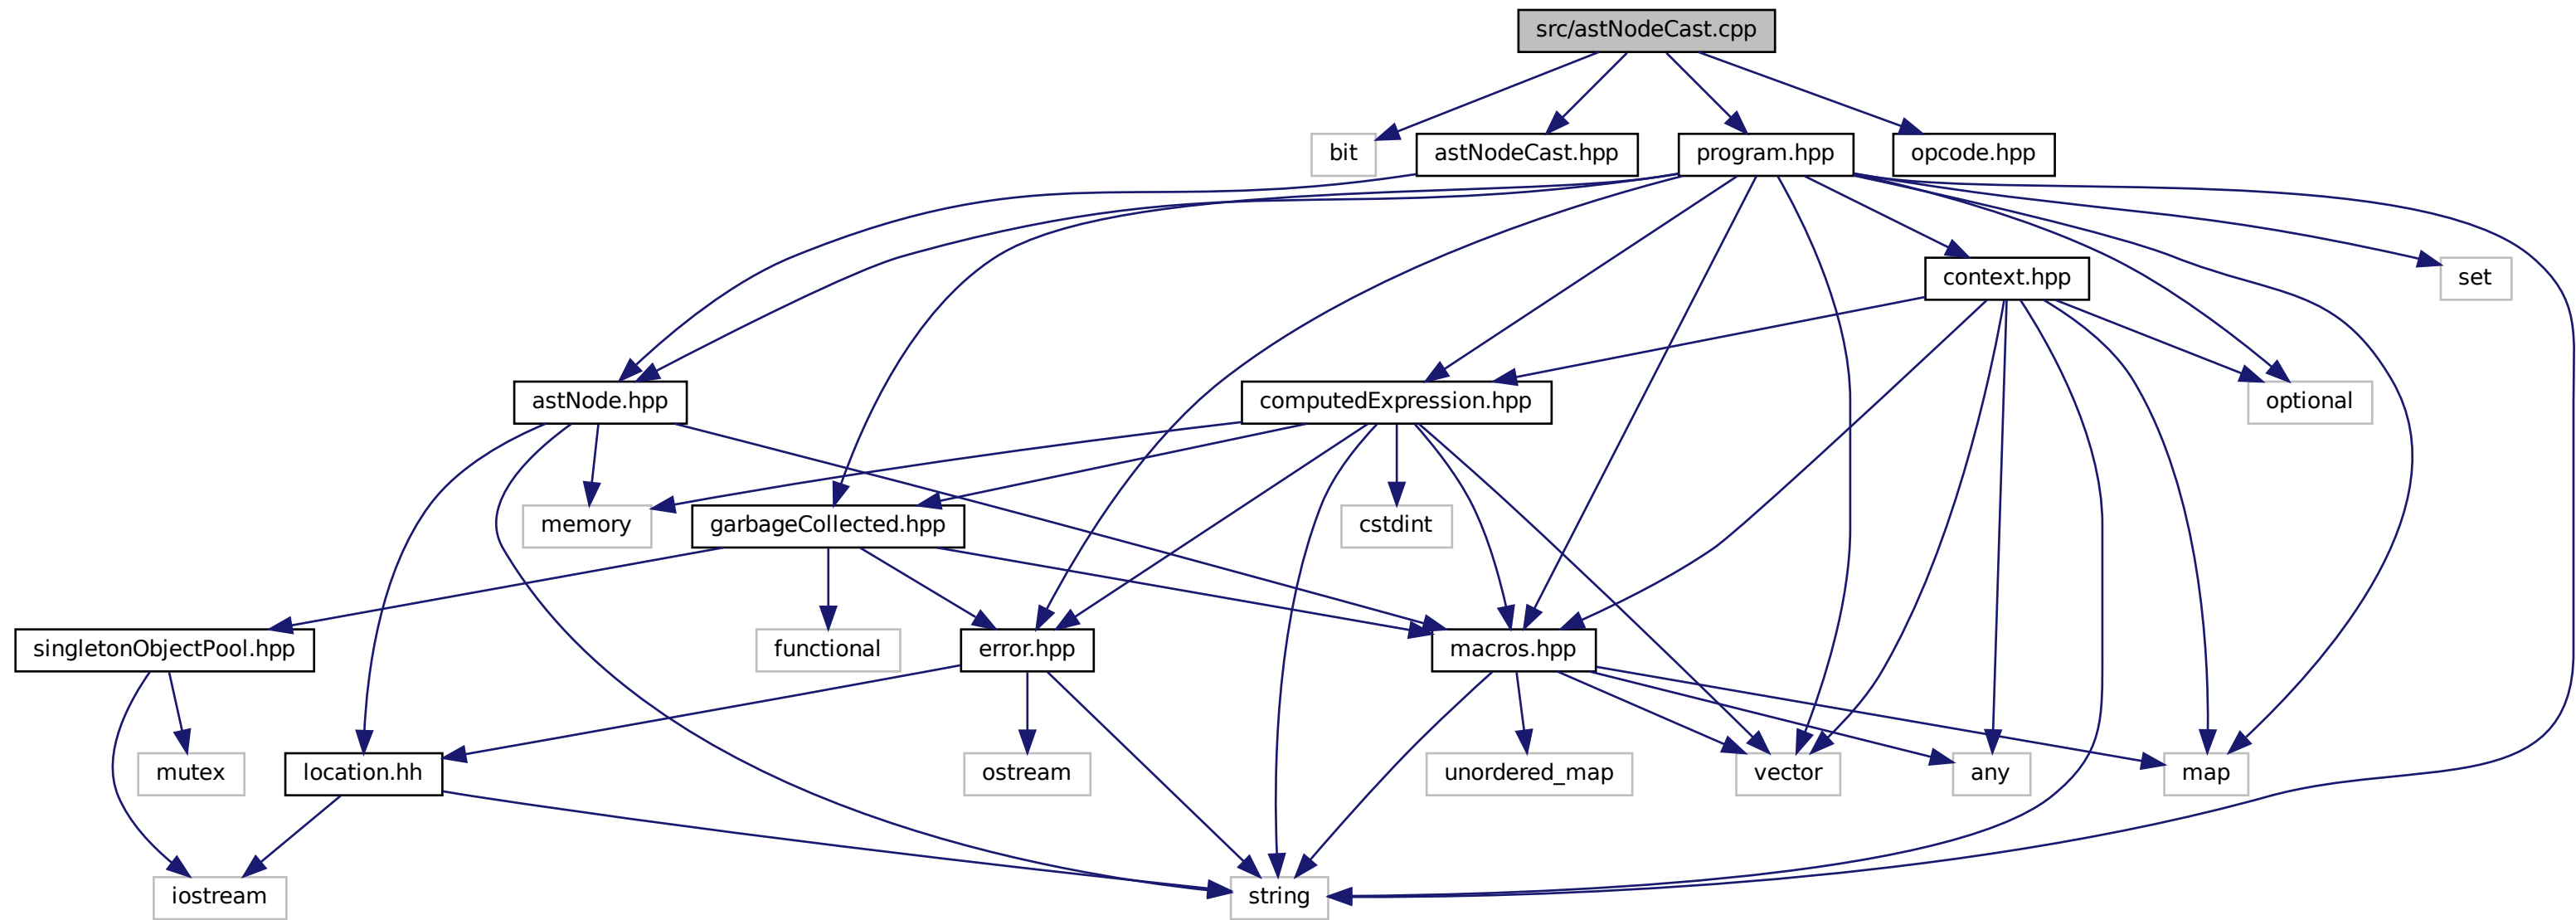 src/astNodeCast.cpp
bit
astNodeCast.hpp
program.hpp
opcode.hpp
context.hpp
set
astNode.hpp
computedExpression.hpp
optional
memory
garbageCollected.hpp
cstdint
singletonObjectPool.hpp
functional
error.hpp
macros.hpp
mutex
location.hh
ostream
unordered_map
vector
any
map
iostream
string